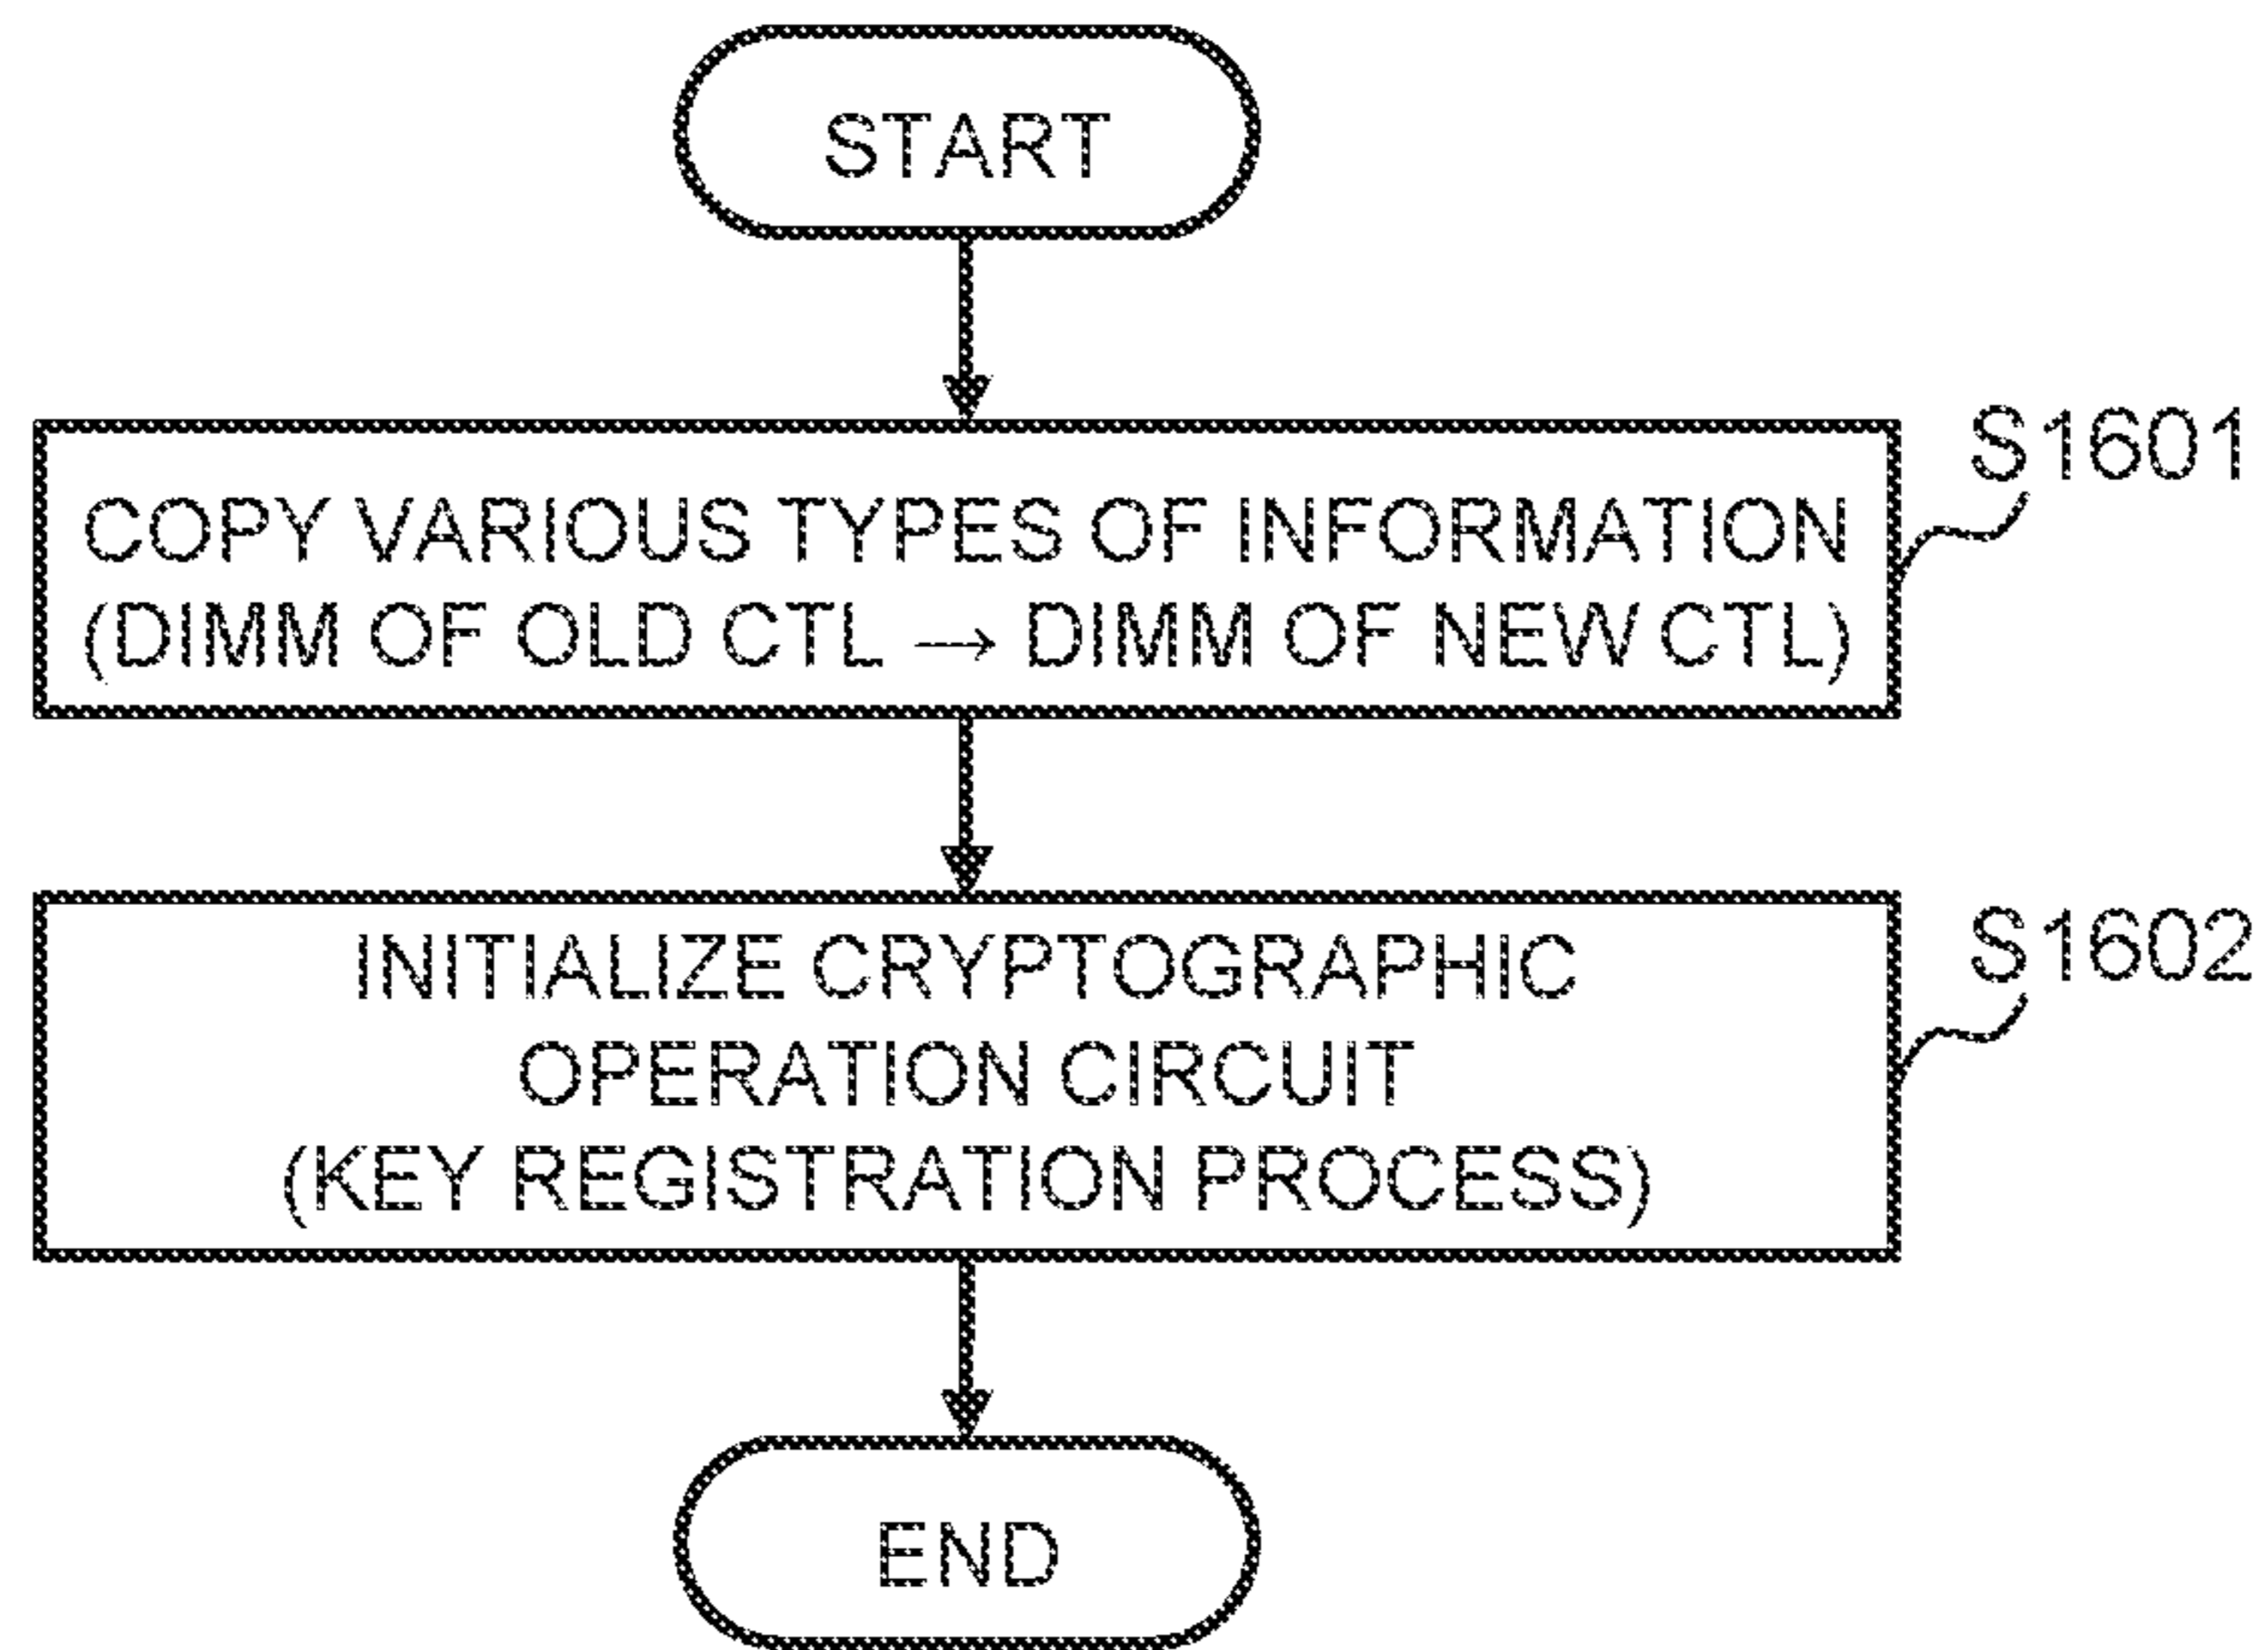 START
S1601
COPY VARIOUS TYPES OF INFORMATION
(DIMM OF OLD CTL → DIMM OF NEW CTL)
S1602
INITIALIZE CRYPTOGRAPHIC
OPERATION CIRCUIT
(KEY REGISTRATION PROCESS)
END